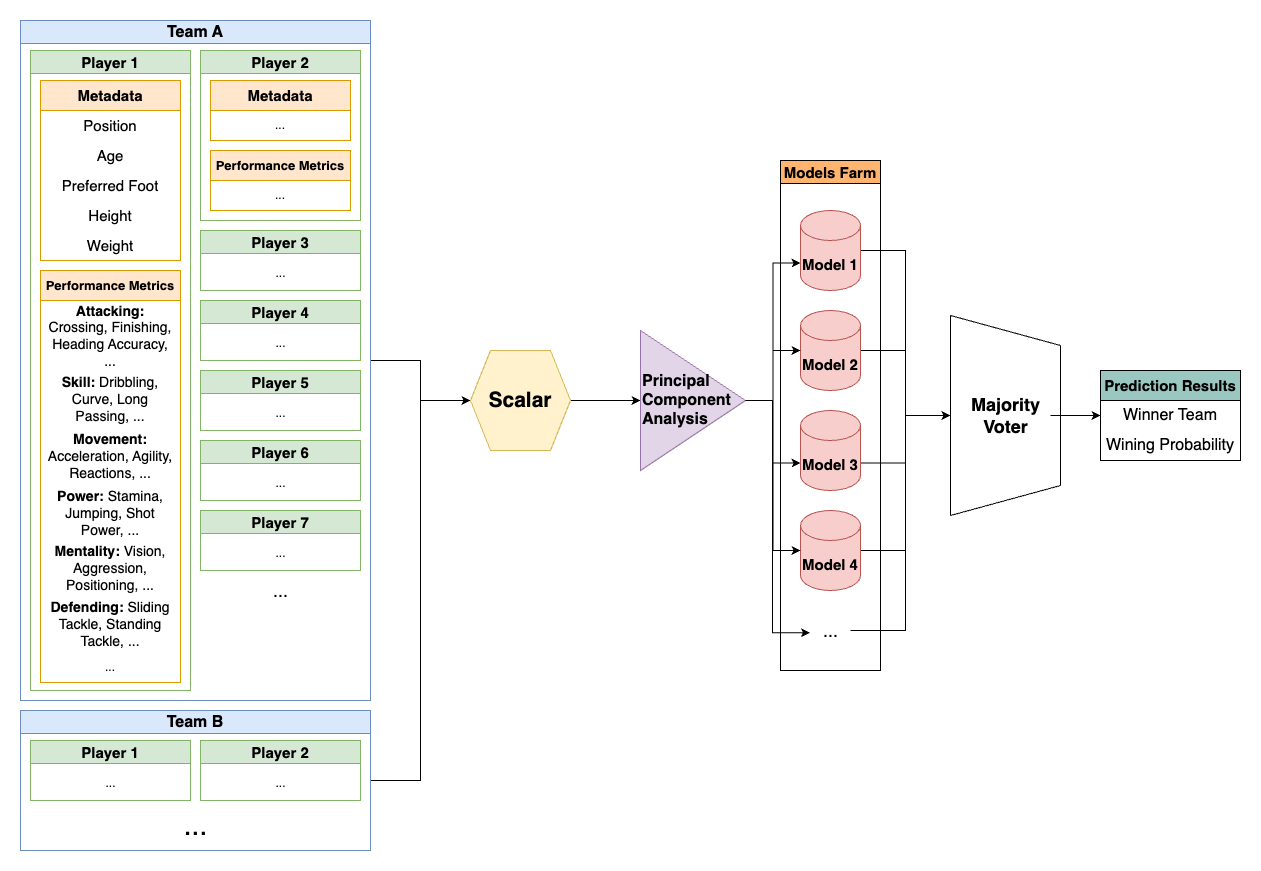 Team A
Player 1
Metadata
Position
Age
Preferred Foot
Height
Weight
Performance Metrics
Attacking:
Crossing, Finishing,
Heading Accuracy,
...
Skill: Dribbling,
Curve, Long
Passing, ...
Movement:
Acceleration, Agility,
Reactions, ...
Power: Stamina,
Jumping, Shot
Power, ...
Mentality: Vision,
Aggression,
Positioning, ...
Defending: Sliding
Tackle, Standing
Tackle, ...
...
Player 2
Metadata
...
Performance Metrics
...
Player 3
...
Player 4
...
Player 5
...
Player 6
...
Player 7
...
...
Team B
Player 1
...
Player 2
...
...
Scalar
Principal
Component
Analysis
Models Farm
Model 1
Model 2
Model 3
Model 4
...
Majority
Voter
Prediction Results
Winner Team
Wining Probability